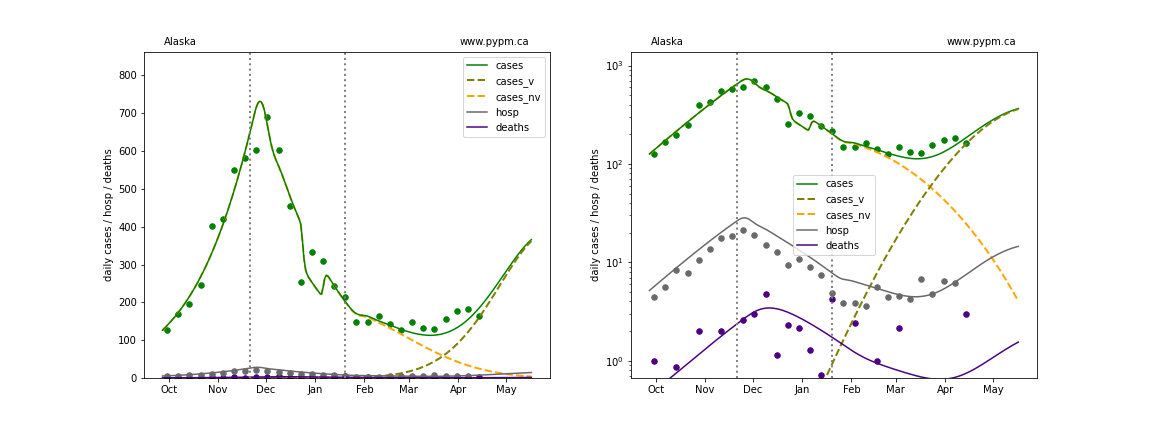 Alaska
www.pypm.ca
daily cases / hosp / deaths
800
700
600
500
400
300
200
100
0
Oct
Nov
Dec
Jan
Feb
Mar
Apr
May
cases
cases_v
cases_nv
hosp
deaths
Alaska
www.pypm.ca
daily cases / hosp / deaths
10³
10²
10¹
10⁰
Oct
Nov
Dec
Jan
Feb
Mar
Apr
May
cases
cases_v
cases_nv
hosp
deaths